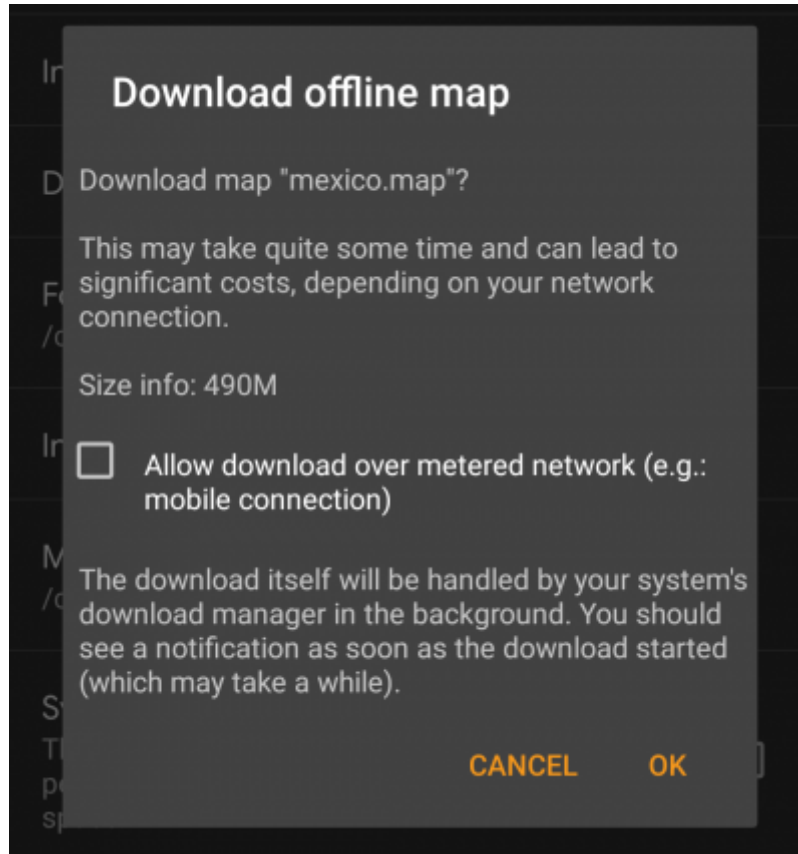 Download offline map
Download map "mexico.map"?
This may take quite some time and can lead to
significant costs, depending on your network
connection.
Size info: 490M
Allow download over metered network (e.g.:
mobile connection)
The download itself will be handled by your system's
download manager in the background. You should
see a notification as soon as the download started
(which may take a while).
CANCEL OK